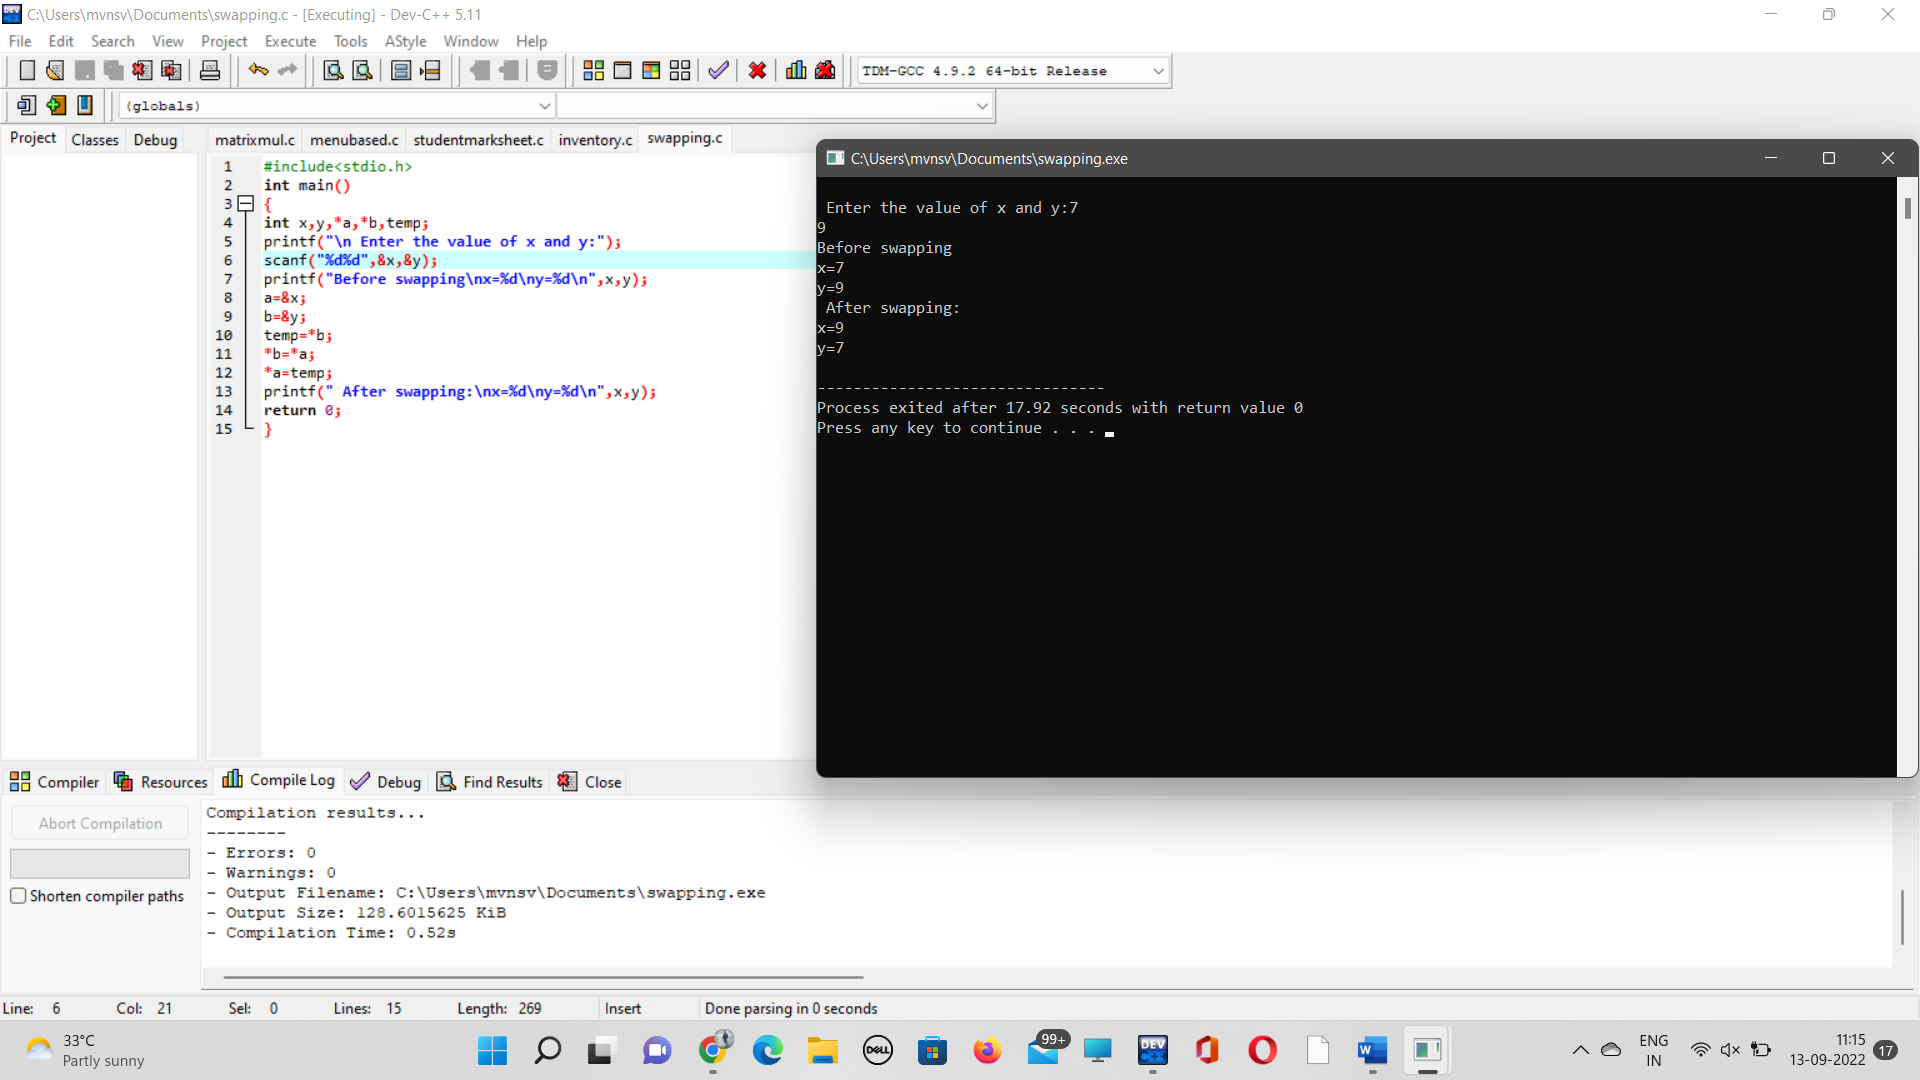 C:\Users\mvnsv\Documents\swapping.c - [Executing] - Dev-C++ 5.11
File Edit Search View Project Execute Tools AStyle Window Help
TDM-GCC 4.9.2 64-bit Release
(globals)
Project Classes Debug
matrixmul.c menubased.c studentmarksheet.c inventory.c swapping.c
1 #include<stdio.h>
2 int main()
3 {
4 int x,y,*a,*b,temp;
5 printf("\n Enter the value of x and y:");
6 scanf("%d%d",&x,&y);
7 printf("Before swapping\nx=%d\ny=%d\n",x,y);
8 a=&x;
9 b=&y;
10 temp=*b;
11 *b=*a;
12 *a=temp;
13 printf(" After swapping:\nx=%d\ny=%d\n",x,y);
14 return 0;
15 }
C:\Users\mvnsv\Documents\swapping.exe
Enter the value of x and y:7
9
Before swapping
x=7
y=9
After swapping:
x=9
y=7
--------------------------------
Process exited after 17.92 seconds with return value 0
Press any key to continue . . .
Compiler Resources Compile Log Debug Find Results Close
Abort Compilation
Shorten compiler paths
Compilation results...
--------
- Errors: 0
- Warnings: 0
- Output Filename: C:\Users\mvnsv\Documents\swapping.exe
- Output Size: 128.6015625 KiB
- Compilation Time: 0.52s
Line: 6 Col: 21 Sel: 0 Lines: 15 Length: 269 Insert Done parsing in 0 seconds
33°C
Partly sunny
DELL
99+
DEV
C++
W
ENG
IN
11:15
13-09-2022
17